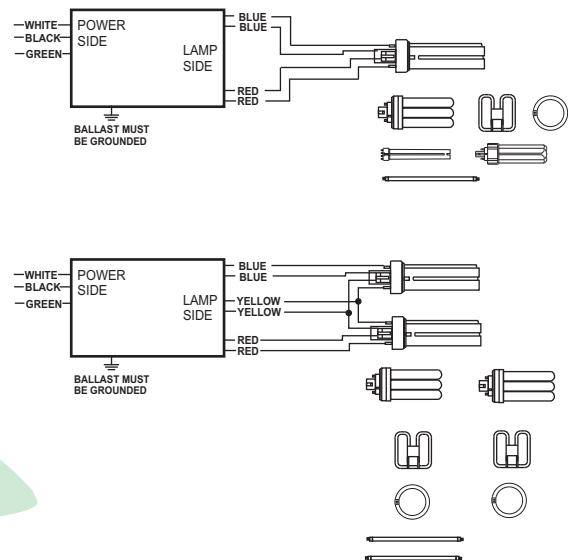 BLUE
BLUE
WHITE
BLACK
GREEN
POWER
SIDE
LAMP
SIDE
RED
RED
BALLAST MUST
BE GROUNDED
BLUE
BLUE
WHITE
BLACK
GREEN
POWER
SIDE
LAMP
SIDE
YELLOW
YELLOW
RED
RED
BALLAST MUST
BE GROUNDED